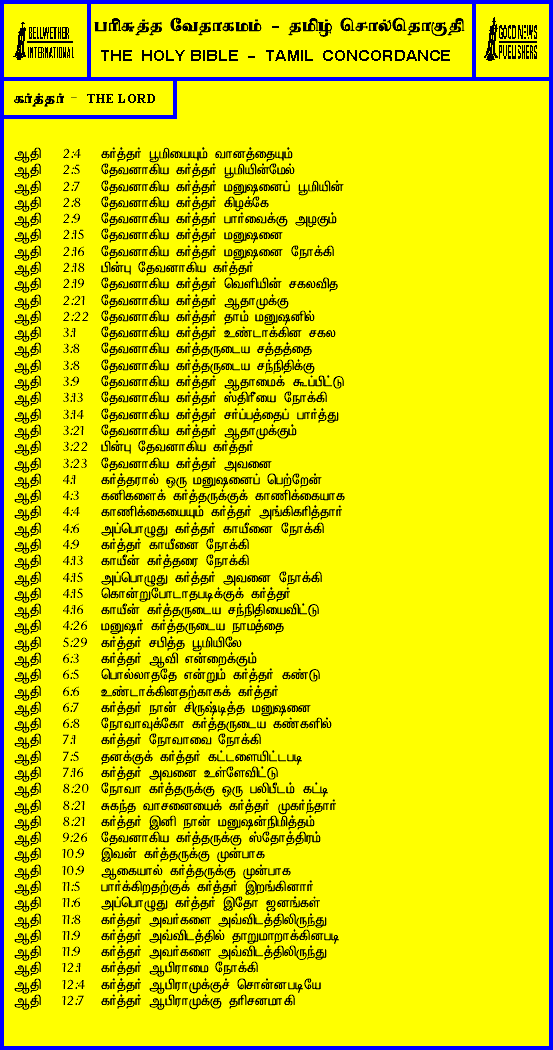 BELLWETHER INTERNATIONAL
பரிசுத்த வேதாகமம் - தமிழ் சொல்தொகுதி
THE HOLY BIBLE - TAMIL CONCORDANCE
GOOD NEWS PUBLISHERS
கர்த்தர் - THE LORD
ஆதி 2:4 கர்த்தர் பூமியையும் வானத்தையும்
ஆதி 2:5 தேவனாகிய கர்த்தர் பூமியின்மேல்
ஆதி 2:7 தேவனாகிய கர்த்தர் மனுஷனைப் பூமியின்
ஆதி 2:8 தேவனாகிய கர்த்தர் கிழக்கே
ஆதி 2:9 தேவனாகிய கர்த்தர் பார்வைக்கு அழகும்
ஆதி 2:15 தேவனாகிய கர்த்தர் மனுஷனை
ஆதி 2:16 தேவனாகிய கர்த்தர் மனுஷனை நோக்கி
ஆதி 2:18 பின்பு தேவனாகிய கர்த்தர்
ஆதி 2:19 தேவனாகிய கர்த்தர் வெளியின் சகலவித
ஆதி 2:21 தேவனாகிய கர்த்தர் ஆதாமுக்கு
ஆதி 2:22 தேவனாகிய கர்த்தர் தாம் மனுஷனில்
ஆதி 3:1 தேவனாகிய கர்த்தர் உண்டாக்கின சகல
ஆதி 3:8 தேவனாகிய கர்த்தருடைய சத்தத்தை
ஆதி 3:8 தேவனாகிய கர்த்தருடைய சந்நிதிக்கு
ஆதி 3:9 தேவனாகிய கர்த்தர் ஆதாமைக் கூப்பிட்டு
ஆதி 3:13 தேவனாகிய கர்த்தர் ஸ்திரீயை நோக்கி
ஆதி 3:14 தேவனாகிய கர்த்தர் சர்ப்பத்தைப் பார்த்து
ஆதி 3:21 தேவனாகிய கர்த்தர் ஆதாமுக்கும்
ஆதி 3:22 பின்பு தேவனாகிய கர்த்தர்
ஆதி 3:23 தேவனாகிய கர்த்தர் அவனை
ஆதி 4:1 கர்த்தரால் ஒரு மனுஷனைப் பெற்றேன்
ஆதி 4:3 கனிகளைக் கர்த்தருக்குக் காணிக்கையாக
ஆதி 4:4 காணிக்கையையும் கர்த்தர் அங்கிகரித்தார்
ஆதி 4:6 அப்பொழுது கர்த்தர் காயீனை நோக்கி
ஆதி 4:9 கர்த்தர் காயீனை நோக்கி
ஆதி 4:13 காயீன் கர்த்தரை நோக்கி
ஆதி 4:15 அப்பொழுது கர்த்தர் அவனை நோக்கி
ஆதி 4:15 கொன்றுபோடாதபடிக்குக் கர்த்தர்
ஆதி 4:16 காயீன் கர்த்தருடைய சந்நிதியைவிட்டு
ஆதி 4:26 மனுஷர் கர்த்தருடைய நாமத்தை
ஆதி 5:29 கர்த்தர் சபித்த பூமியிலே
ஆதி 6:3 கர்த்தர் ஆவி என்றைக்கும்
ஆதி 6:5 பொல்லாததே என்றும் கர்த்தர் கண்டு
ஆதி 6:6 உண்டாக்கினதற்காகக் கர்த்தர்
ஆதி 6:7 கர்த்தர் நான் சிருஷ்டித்த மனுஷனை
ஆதி 6:8 நோவாவுக்கோ கர்த்தருடைய கண்களில்
ஆதி 7:1 கர்த்தர் நோவாவை நோக்கி
ஆதி 7:5 தனக்குக் கர்த்தர் கட்டளையிட்டபடி
ஆதி 7:16 கர்த்தர் அவனை உள்ளேவிட்டு
ஆதி 8:20 நோவா கர்த்தருக்கு ஒரு பலிபீடம் கட்டி
ஆதி 8:21 சுகந்த வாசனையைக் கர்த்தர் முகர்ந்தார்
ஆதி 8:21 கர்த்தர் இனி நான் மனுஷன்நிமித்தம்
ஆதி 9:26 தேவனாகிய கர்த்தருக்கு ஸ்தோத்திரம்
ஆதி 10:9 இவன் கர்த்தருக்கு முன்பாக
ஆதி 10:9 ஆகையால் கர்த்தருக்கு முன்பாக
ஆதி 11:5 பார்க்கிறதற்குக் கர்த்தர் இறங்கினார்
ஆதி 11:6 அப்பொழுது கர்த்தர் இதோ ஜனங்கள்
ஆதி 11:8 கர்த்தர் அவர்களை அவ்விடத்திலிருந்து
ஆதி 11:9 கர்த்தர் அவ்விடத்தில் தாறுமாறாக்கினபடி
ஆதி 11:9 கர்த்தர் அவர்களை அவ்விடத்திலிருந்து
ஆதி 12:1 கர்த்தர் ஆபிராமை நோக்கி
ஆதி 12:4 கர்த்தர் ஆபிராமுக்குச் சொன்னபடியே
ஆதி 12:7 கர்த்தர் ஆபிராமுக்கு தரிசனமாகி